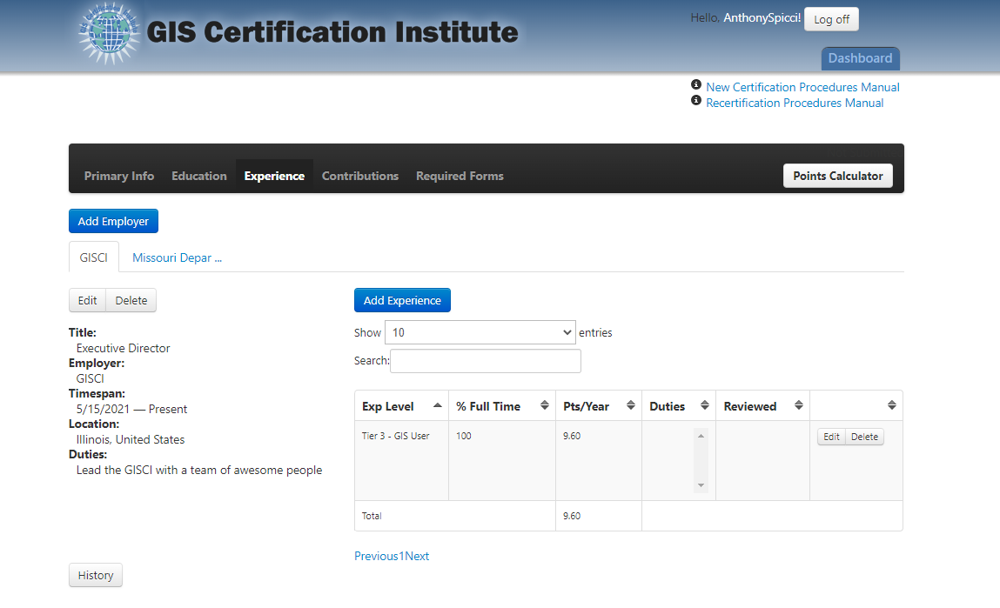 GIS Certification Institute
Hello, AnthonySpicci! Log off
Dashboard
New Certification Procedures Manual
Recertification Procedures Manual
Primary Info Education Experience Contributions Required Forms Points Calculator
Add Employer
GISCI Missouri Depar ...
Edit Delete
Title:
Executive Director
Employer:
GISCI
Timespan:
5/15/2021 — Present
Location:
Illinois, United States
Duties:
Lead the GISCI with a team of awesome people
History
Add Experience
Show 10 entries
Search:
Exp Level % Full Time Pts/Year Duties Reviewed
Tier 3 - GIS User 100 9.60 Edit Delete
Total 9.60
Previous1Next